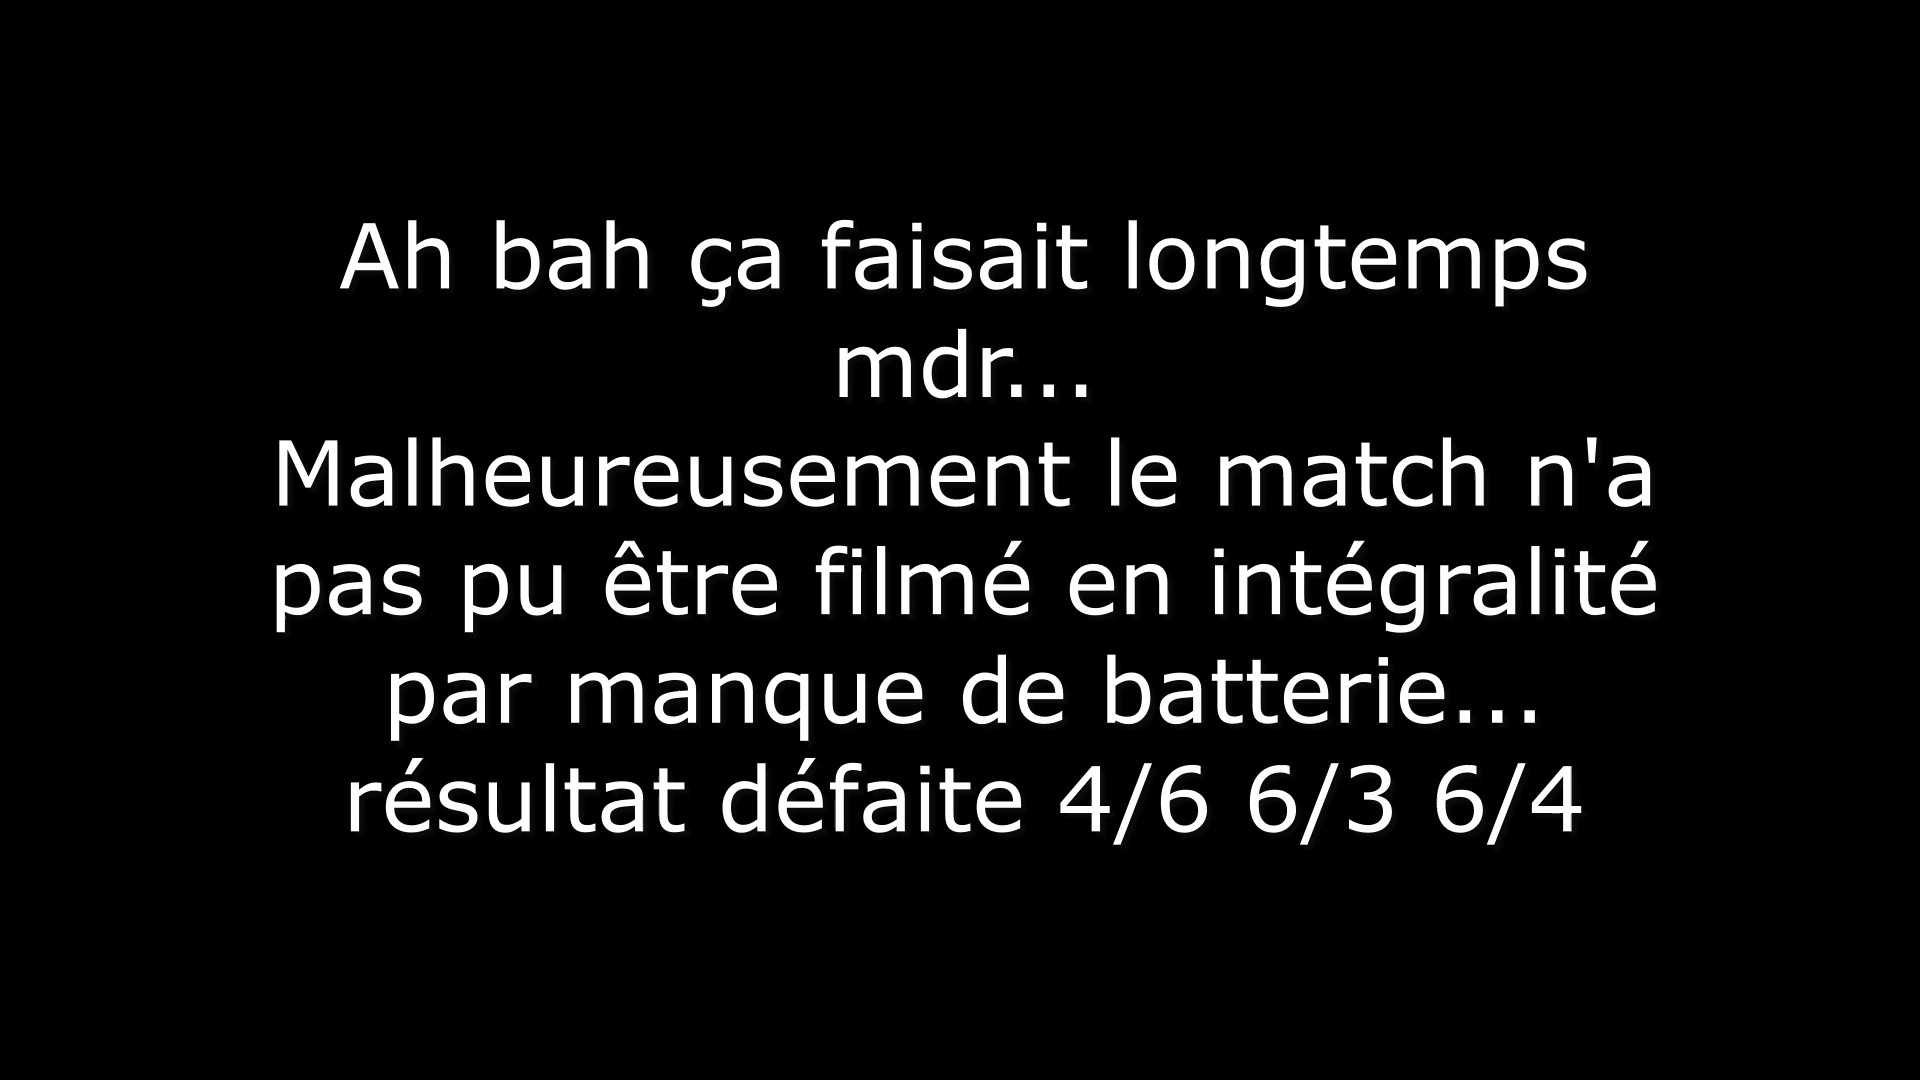 Ah bah ça faisait longtemps
mdr...
Malheureusement le match n'a
pas pu être filmé en intégralité
par manque de batterie...
résultat défaite 4/6 6/3 6/4